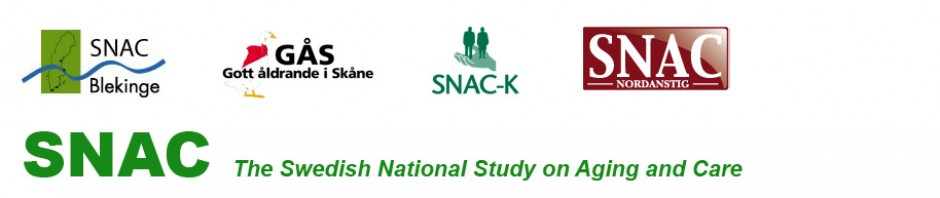 SNAC
Blekinge
GÅS
Gott åldrande i Skåne
SNAC-K
SNAC
NORDANSTIG
SNAC The Swedish National Study on Aging and Care